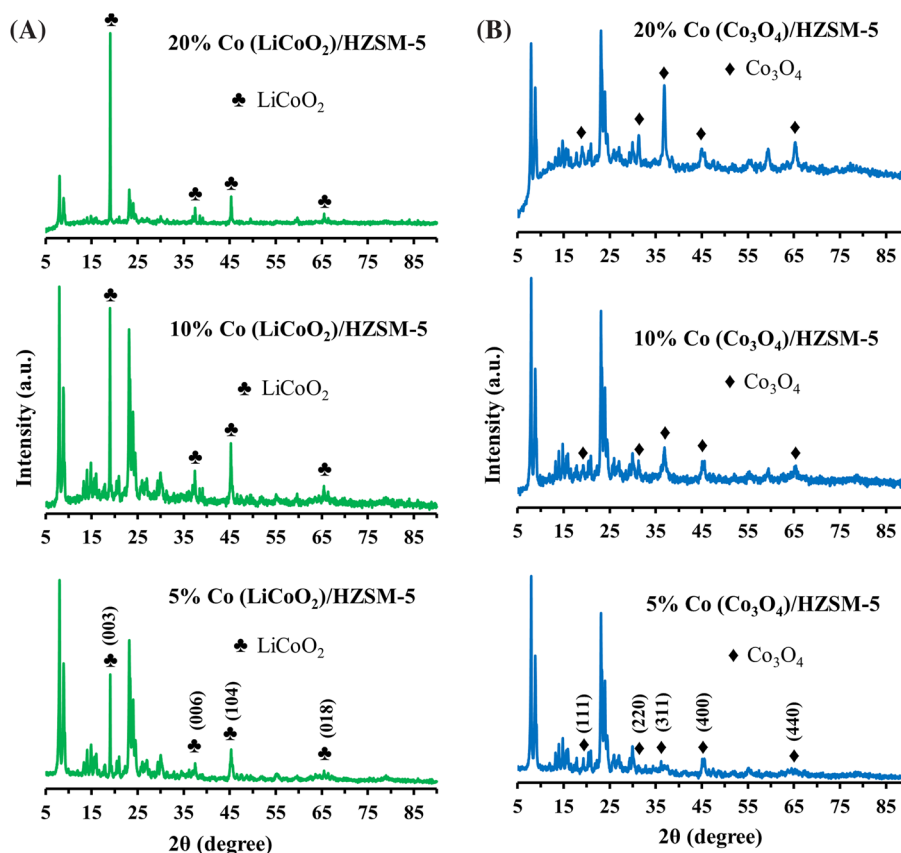 (A)
20% Co (LiCoO₂)/HZSM-5
♣ LiCoO₂
5 15 25 35 45 55 65 75 85
10% Co (LiCoO₂)/HZSM-5
♣ LiCoO₂
Intensity (a.u.)
5 15 25 35 45 55 65 75 85
5% Co (LiCoO₂)/HZSM-5
♣ LiCoO₂
(003)
(006)
(104)
(018)
5 15 25 35 45 55 65 75 85
2θ (degree)
(B)
20% Co (Co₃O₄)/HZSM-5
♦ Co₃O₄
5 15 25 35 45 55 65 75 85
10% Co (Co₃O₄)/HZSM-5
♦ Co₃O₄
Intensity (a.u.)
5 15 25 35 45 55 65 75 85
5% Co (Co₃O₄)/HZSM-5
♦ Co₃O₄
(111)
(220)
(311)
(400)
(440)
5 15 25 35 45 55 65 75 85
2θ (degree)